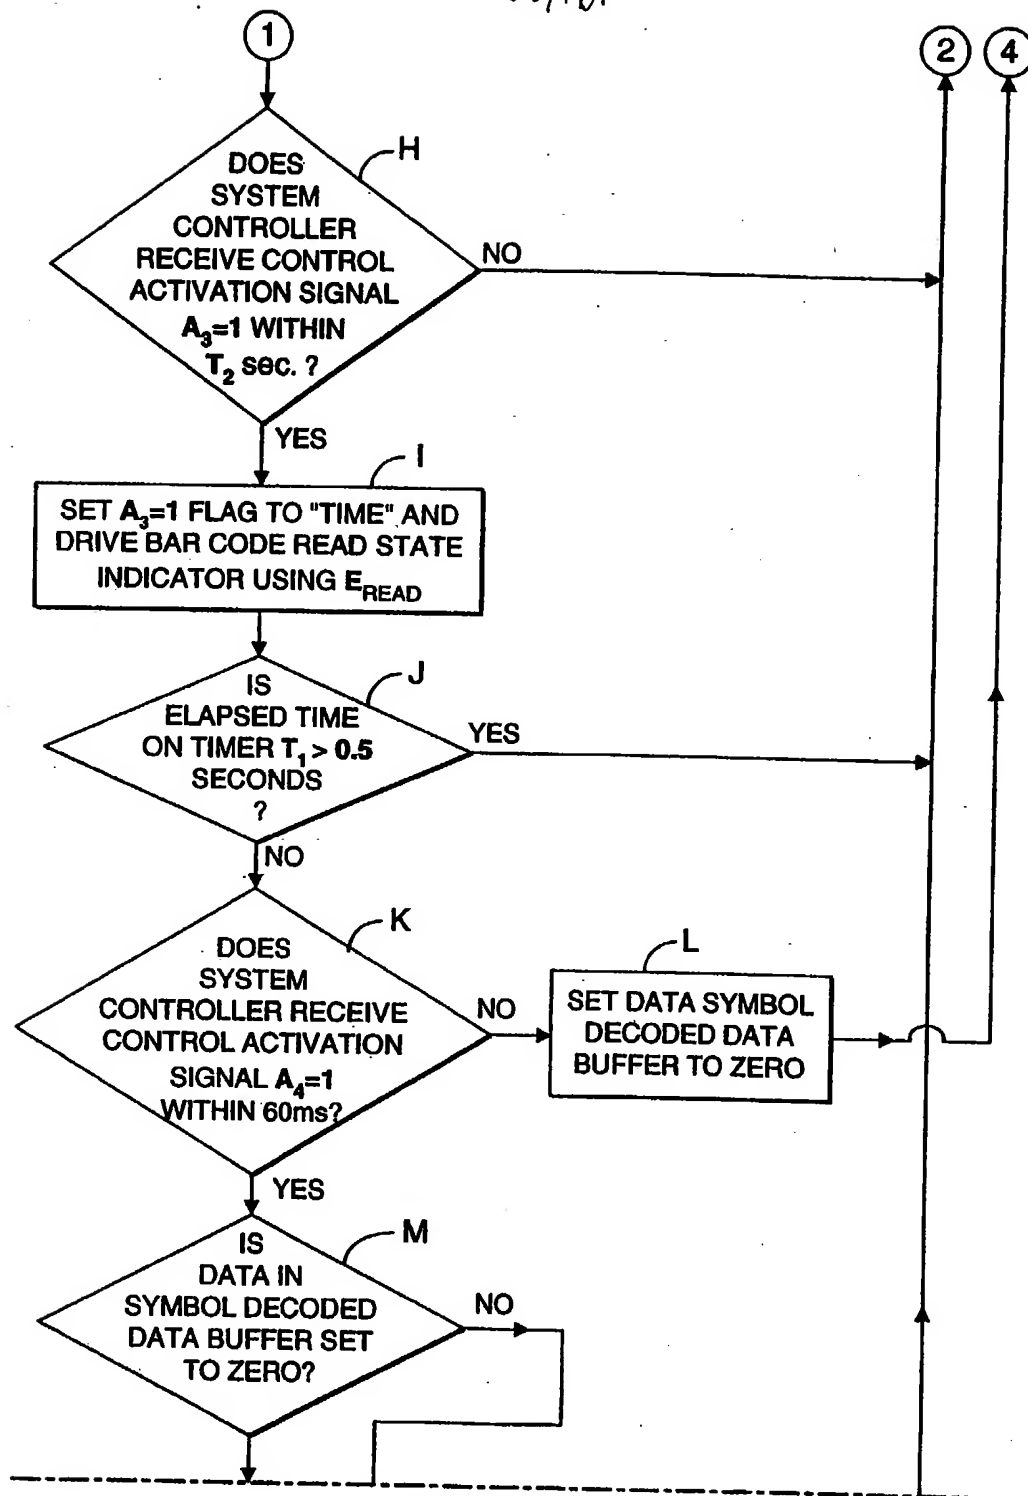 1
2
4
H
DOES
SYSTEM
CONTROLLER
RECEIVE CONTROL
ACTIVATION SIGNAL
A3=1 WITHIN
T2 sec. ?
NO
YES
I
SET A3=1 FLAG TO "TIME" AND
DRIVE BAR CODE READ STATE
INDICATOR USING EREAD
J
IS
ELAPSED TIME
ON TIMER T1 > 0.5
SECONDS
?
YES
NO
K
DOES
SYSTEM
CONTROLLER RECEIVE
CONTROL ACTIVATION
SIGNAL A4=1
WITHIN 60ms?
NO
L
SET DATA SYMBOL
DECODED DATA
BUFFER TO ZERO
YES
M
IS
DATA IN
SYMBOL DECODED
DATA BUFFER SET
TO ZERO?
NO